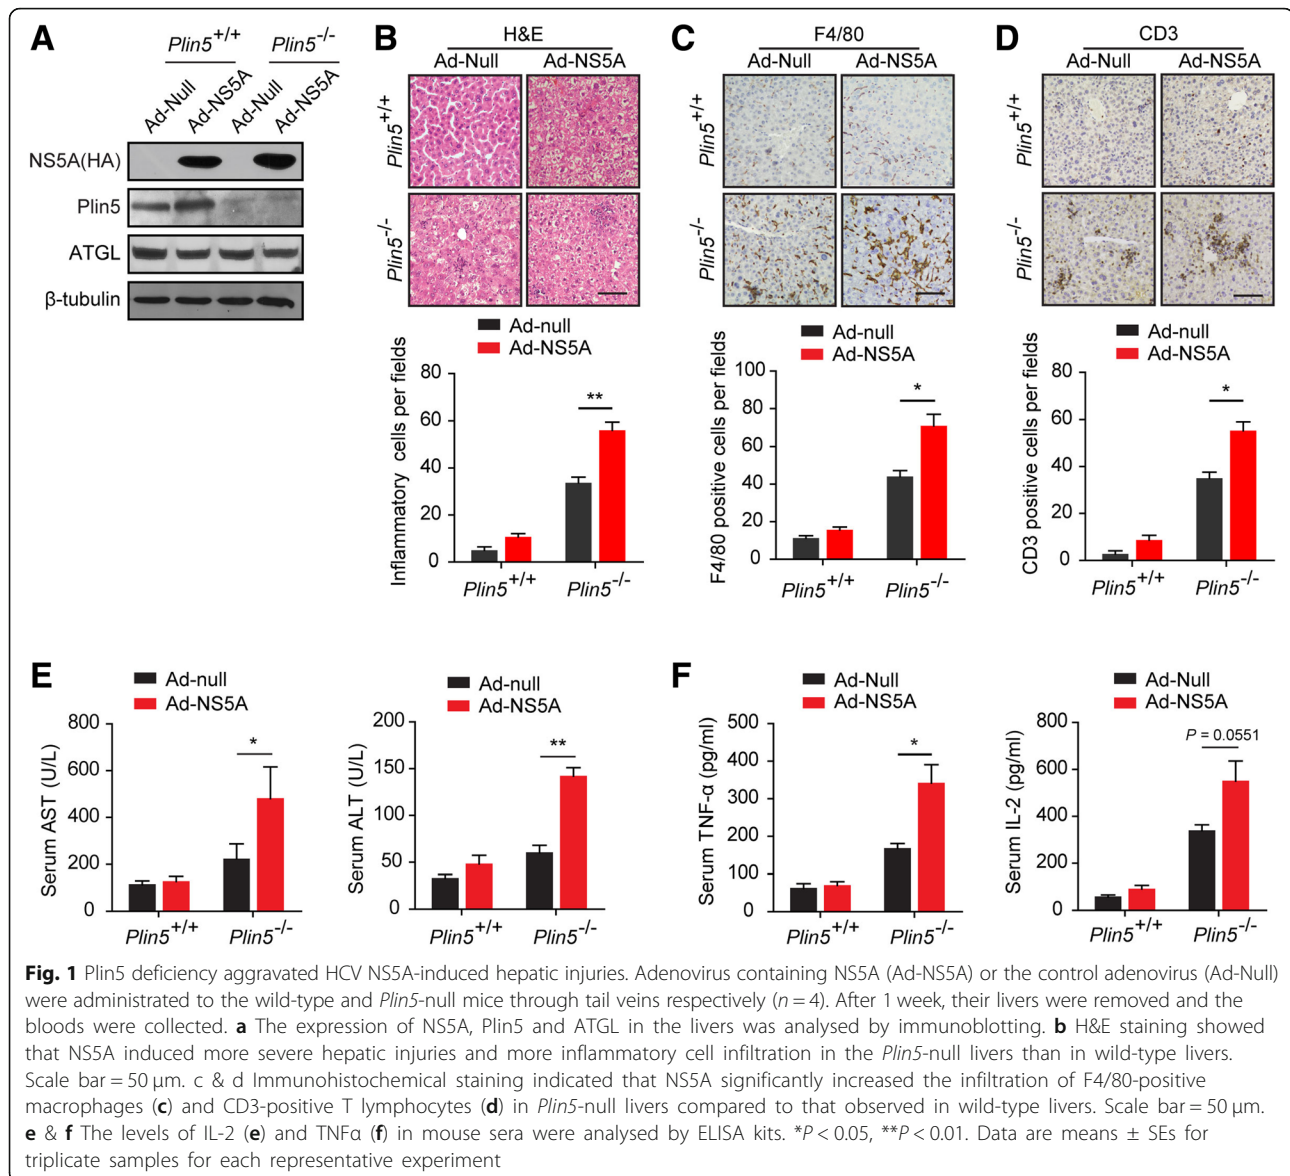 A
Plin5+/+ Plin5-/-
Ad-Null Ad-NS5A Ad-Null Ad-NS5A
NS5A(HA)
Plin5
ATGL
β-tubulin
B
H&E
Ad-Null Ad-NS5A
Plin5+/+
Plin5-/-
Ad-null
Ad-NS5A
Inflammatory cells per fields
80
60
40
20
0
**
Plin5+/+ Plin5-/-
C
F4/80
Ad-Null Ad-NS5A
Plin5+/+
Plin5-/-
Ad-null
Ad-NS5A
F4/80 positive cells per fields
100
80
60
40
20
0
*
Plin5+/+ Plin5-/-
D
CD3
Ad-Null Ad-NS5A
Plin5+/+
Plin5-/-
Ad-null
Ad-NS5A
CD3 positive cells per fields
80
60
40
20
0
*
Plin5+/+ Plin5-/-
E
Ad-null
Ad-NS5A
Serum AST (U/L)
800
600
400
200
0
*
Plin5+/+ Plin5-/-
Ad-null
Ad-NS5A
Serum ALT (U/L)
200
150
100
50
0
**
Plin5+/+ Plin5-/-
F
Ad-Null
Ad-NS5A
Serum TNF-α (pg/ml)
500
400
300
200
100
0
*
Plin5+/+ Plin5-/-
Ad-Null
Ad-NS5A
Serum IL-2 (pg/ml)
800
600
400
200
0
P = 0.0551
Plin5+/+ Plin5-/-
Fig. 1 Plin5 deficiency aggravated HCV NS5A-induced hepatic injuries. Adenovirus containing NS5A (Ad-NS5A) or the control adenovirus (Ad-Null)
were administrated to the wild-type and Plin5-null mice through tail veins respectively (n = 4). After 1 week, their livers were removed and the
bloods were collected. a The expression of NS5A, Plin5 and ATGL in the livers was analysed by immunoblotting. b H&E staining showed
that NS5A induced more severe hepatic injuries and more inflammatory cell infiltration in the Plin5-null livers than in wild-type livers.
Scale bar = 50 μm. c & d Immunohistochemical staining indicated that NS5A significantly increased the infiltration of F4/80-positive
macrophages (c) and CD3-positive T lymphocytes (d) in Plin5-null livers compared to that observed in wild-type livers. Scale bar = 50 μm.
e & f The levels of IL-2 (e) and TNFα (f) in mouse sera were analysed by ELISA kits. *P < 0.05, **P < 0.01. Data are means ± SEs for
triplicate samples for each representative experiment